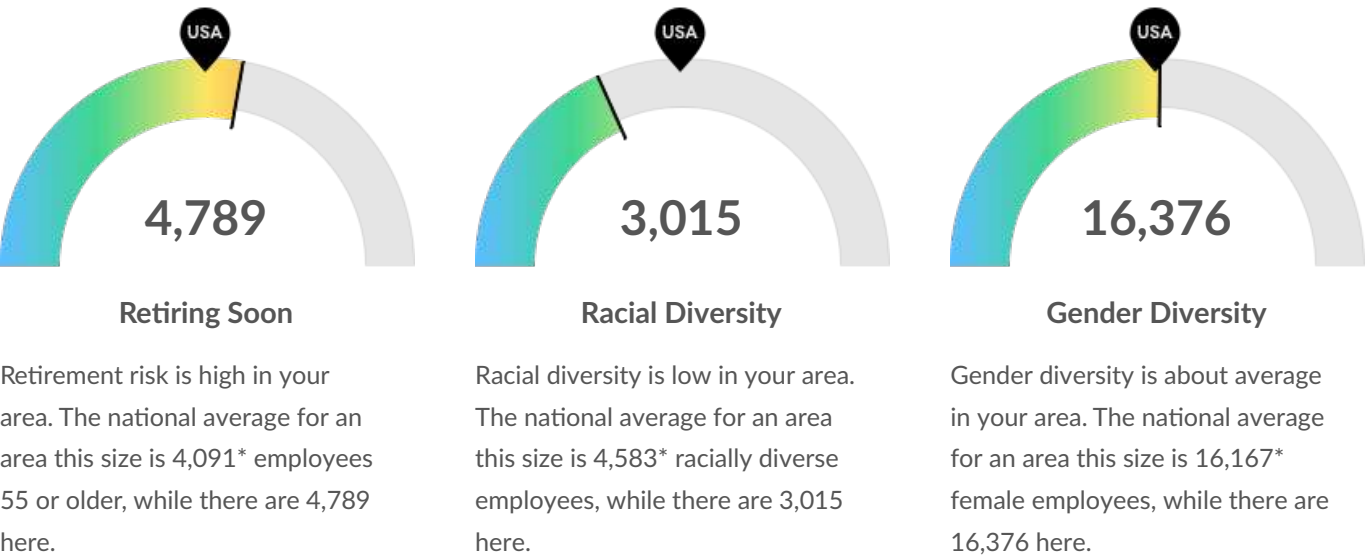 USA
4,789
Retiring Soon
Retirement risk is high in your
area. The national average for an
area this size is 4,091* employees
55 or older, while there are 4,789
here.
USA
3,015
Racial Diversity
Racial diversity is low in your area.
The national average for an area
this size is 4,583* racially diverse
employees, while there are 3,015
here.
USA
16,376
Gender Diversity
Gender diversity is about average
in your area. The national average
for an area this size is 16,167*
female employees, while there are
16,376 here.